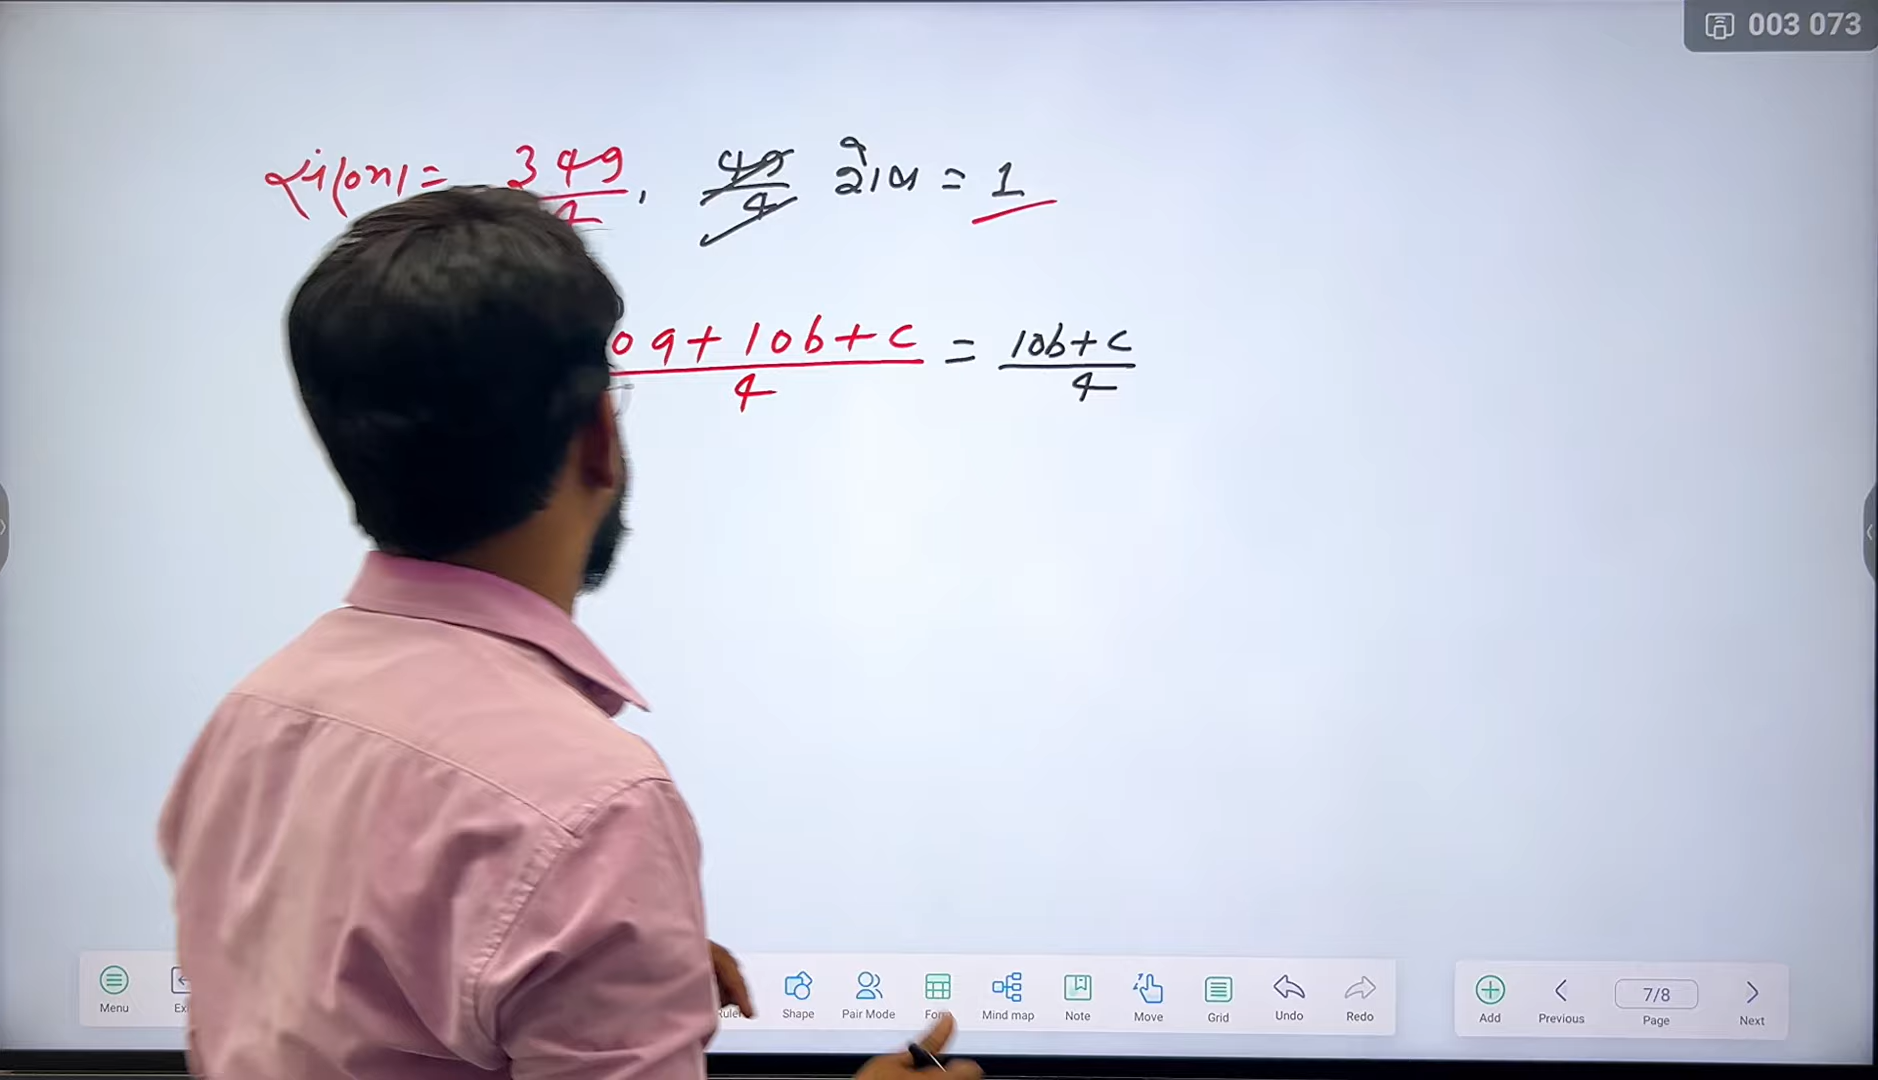 003 073
= 349/4, 49/4 શેષ = 1
0a + 10b + c / 4 = 10b + c / 4
Menu Shape Pair Mode Mind map Note Move Grid Undo Redo Add Previous 7/8 Page Next